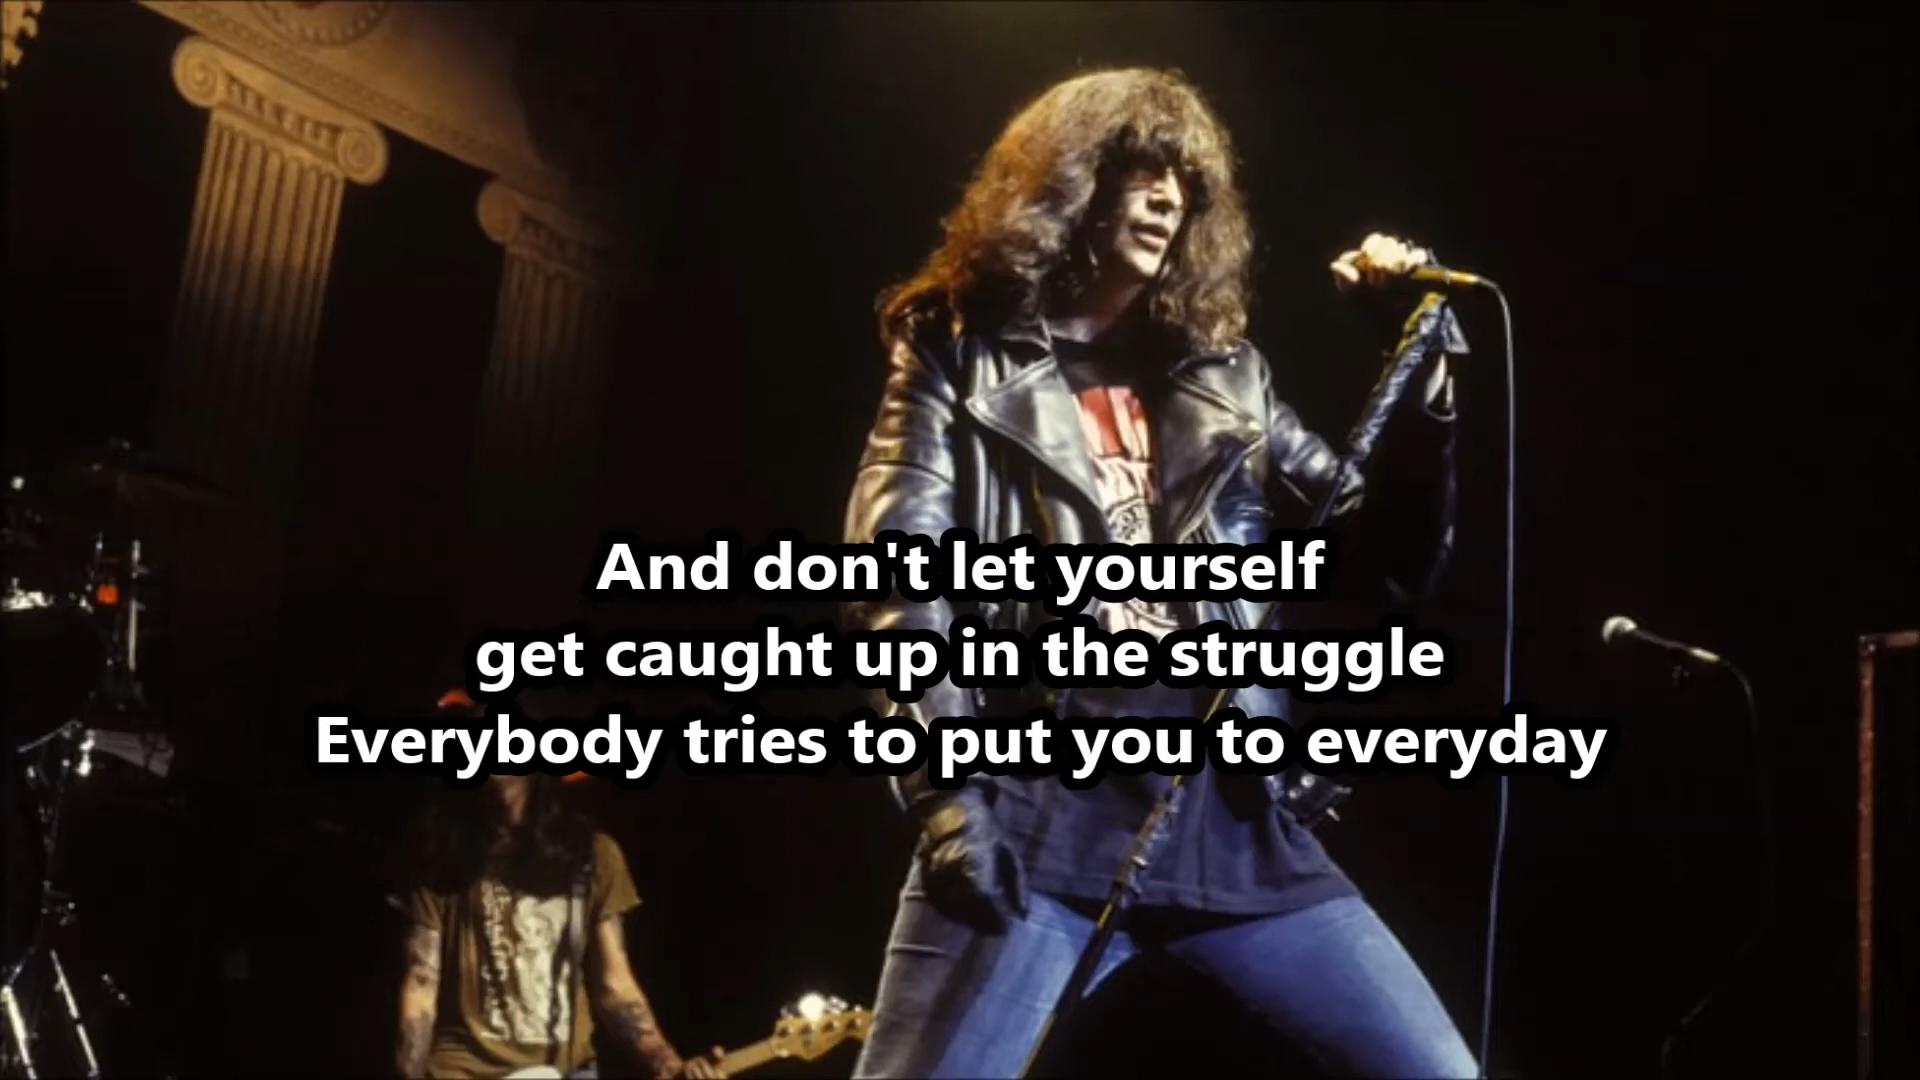 And don't let yourself
get caught up in the struggle
Everybody tries to put you to everyday